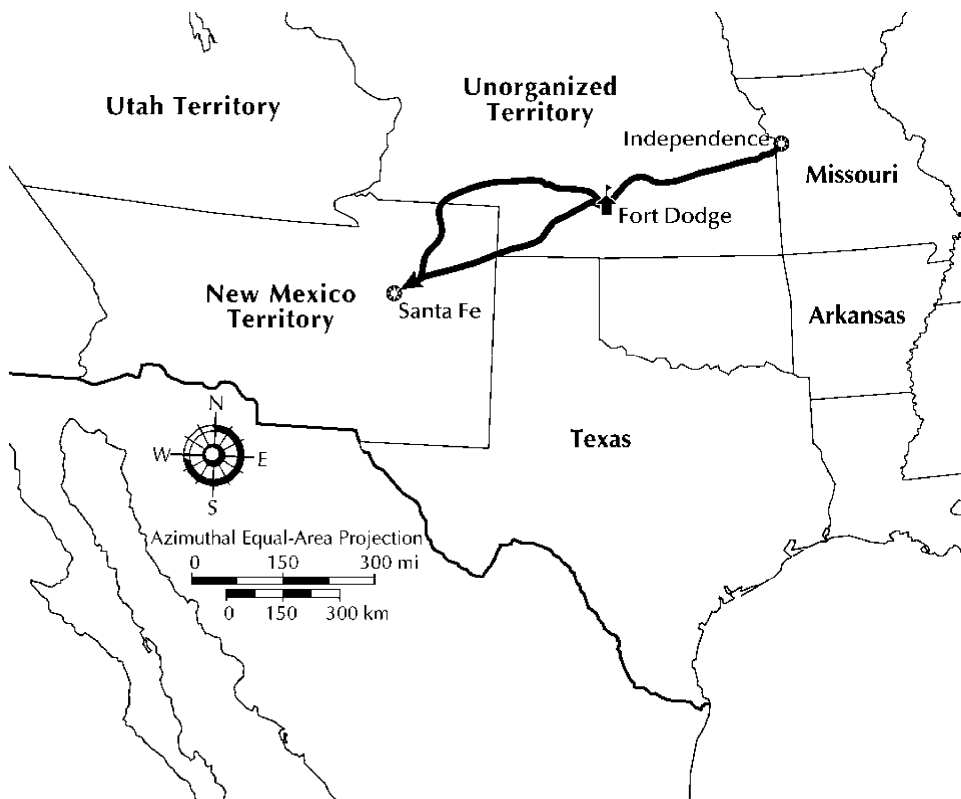 Unorganized
Territory
Utah Territory
Independence
Missouri
Fort Dodge
New Mexico
Territory
Santa Fe
Arkansas
N
W
E
S
Texas
Azimuthal Equal-Area Projection
0 150 300 mi
0 150 300 km